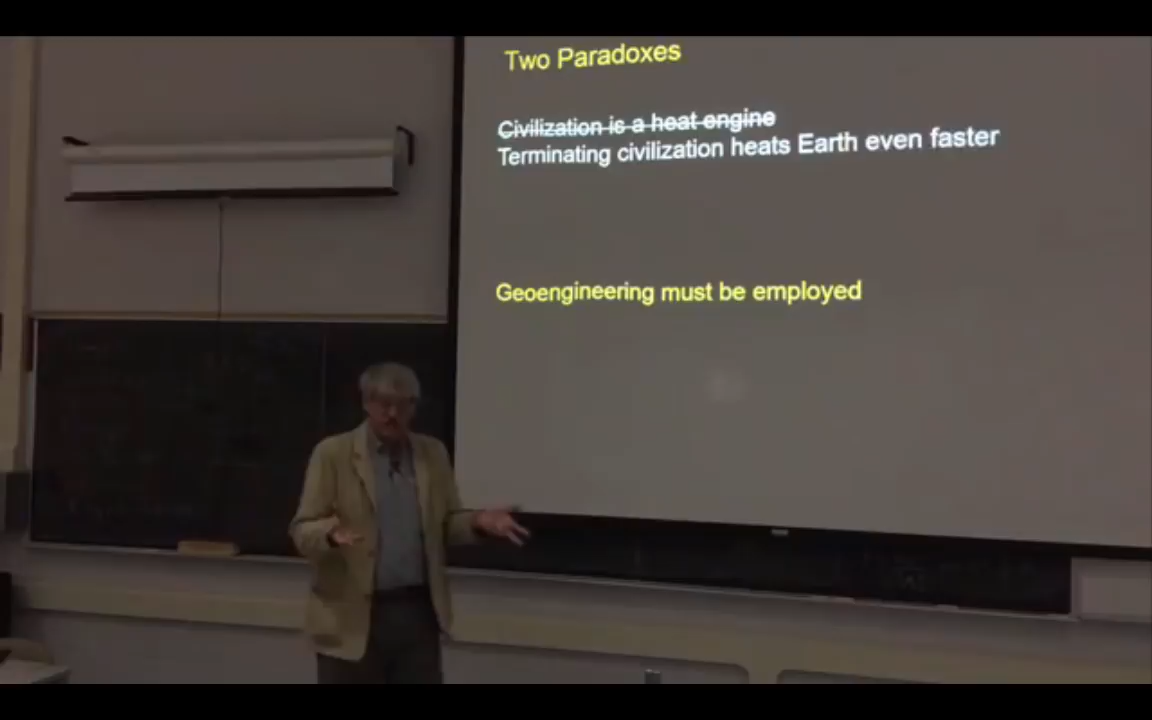 Two Paradoxes
Civilization is a heat engine
Terminating civilization heats Earth even faster
Geoengineering must be employed